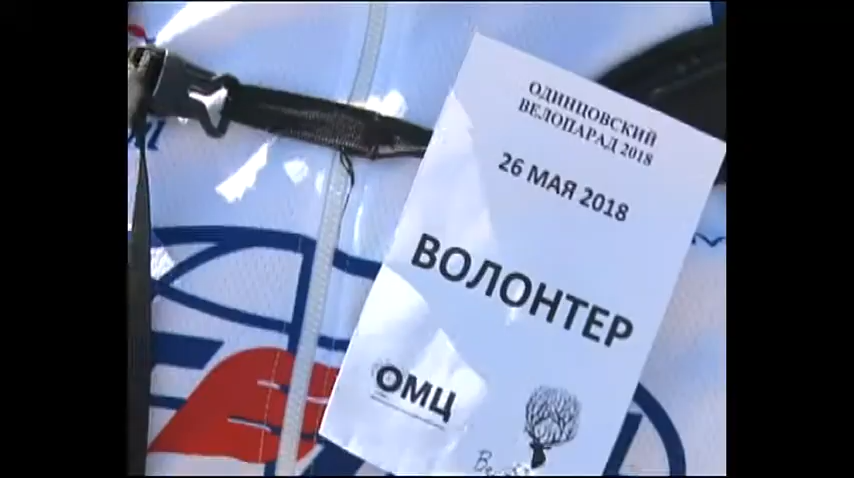 ОДИНЦОВСКИЙ
ВЕЛОПАРАД 2018
26 МАЯ 2018
ВОЛОНТЕР
ОМЦ